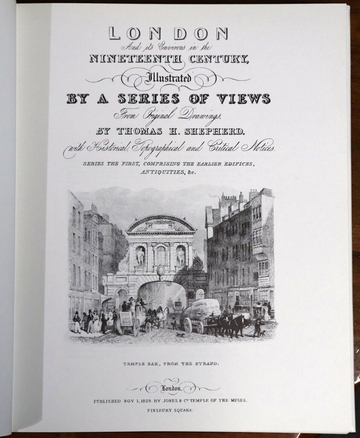 LONDON
And its Environs in the
NINETEENTH CENTURY,
Illustrated
BY A SERIES OF VIEWS
From Original Drawings,
BY THOMAS H. SHEPHERD.
with Historical, Topographical and Critical Notices
SERIES THE FIRST, COMPRISING THE EARLIER EDIFICES,
ANTIQUITIES, &c.
TEMPLE BAR, FROM THE STRAND.
London.
PUBLISHED NOV 1, 1829, BY JONES & Co. TEMPLE OF THE MUSES,
FINSBURY SQUARE.